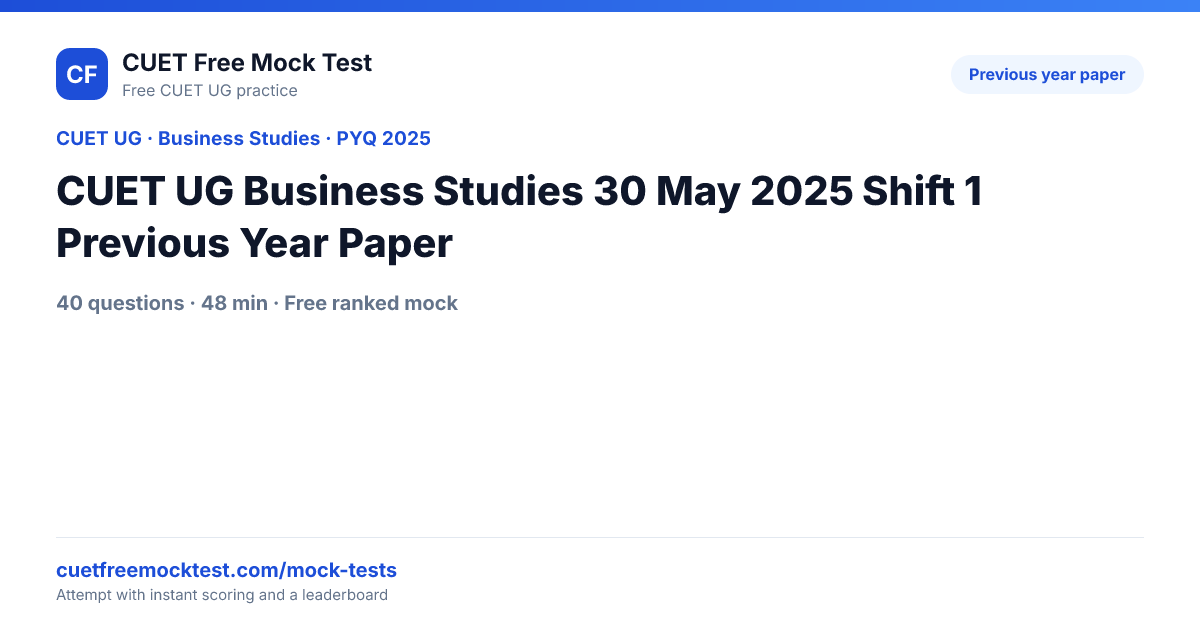 CF
CUET Free Mock Test
Free CUET UG practice
Previous year paper
CUET UG · Business Studies · PYQ 2025
CUET UG Business Studies 30 May 2025 Shift 1
Previous Year Paper
40 questions · 48 min · Free ranked mock
cuetfreemocktest.com/mock-tests
Attempt with instant scoring and a leaderboard